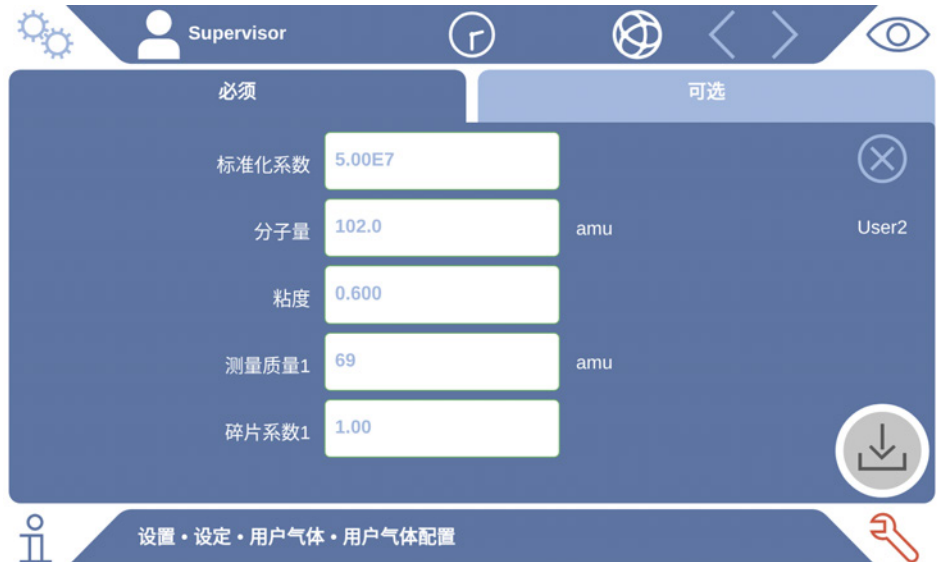 Supervisor
必须
可选
标准化系数 5.00E7
分子量 102.0 amu
User2
粘度 0.600
测量质量1 69 amu
碎片系数1 1.00
设置 • 设定 • 用户气体 • 用户气体配置